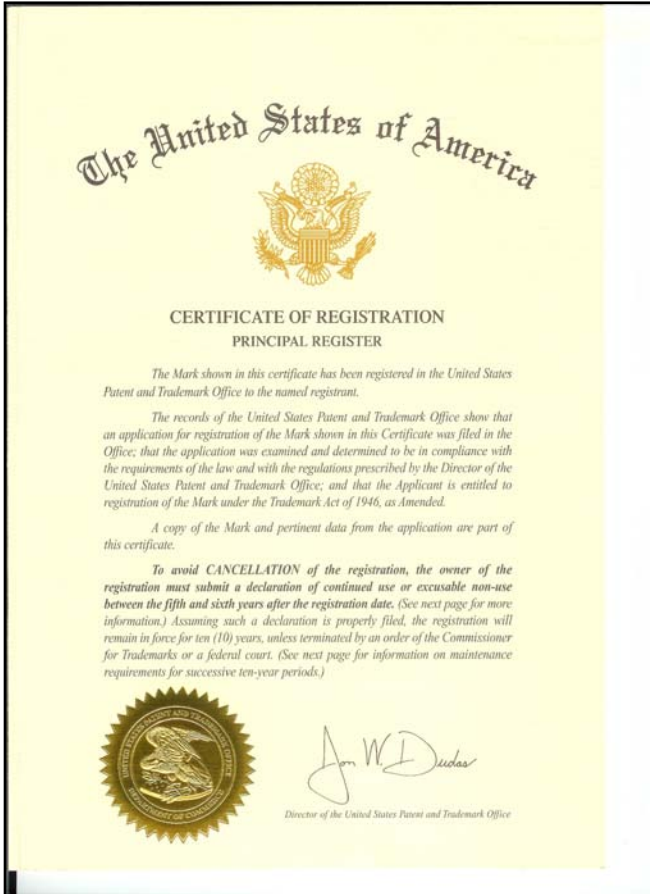 The United States of America
CERTIFICATE OF REGISTRATION
PRINCIPAL REGISTER
The Mark shown in this certificate has been registered in the United States
Patent and Trademark Office to the named registrant.
The records of the United States Patent and Trademark Office show that
an application for registration of the Mark shown in this Certificate was filed in the
Office; that the application was examined and determined to be in compliance with
the requirements of the law and with the regulations prescribed by the Director of the
United States Patent and Trademark Office; and that the Applicant is entitled to
registration of the Mark under the Trademark Act of 1946, as Amended.
A copy of the Mark and pertinent data from the application are part of
this certificate.
To avoid CANCELLATION of the registration, the owner of the
registration must submit a declaration of continued use or excusable non-use
between the fifth and sixth years after the registration date. (See next page for more
information.) Assuming such a declaration is properly filed, the registration will
remain in force for ten (10) years, unless terminated by an order of the Commissioner
for Trademarks or a federal court. (See next page for information on maintenance
requirements for successive ten-year periods.)
UNITED STATES PATENT AND TRADEMARK OFFICE
DEPARTMENT OF COMMERCE
Jon W. Dudas
Director of the United States Patent and Trademark Office